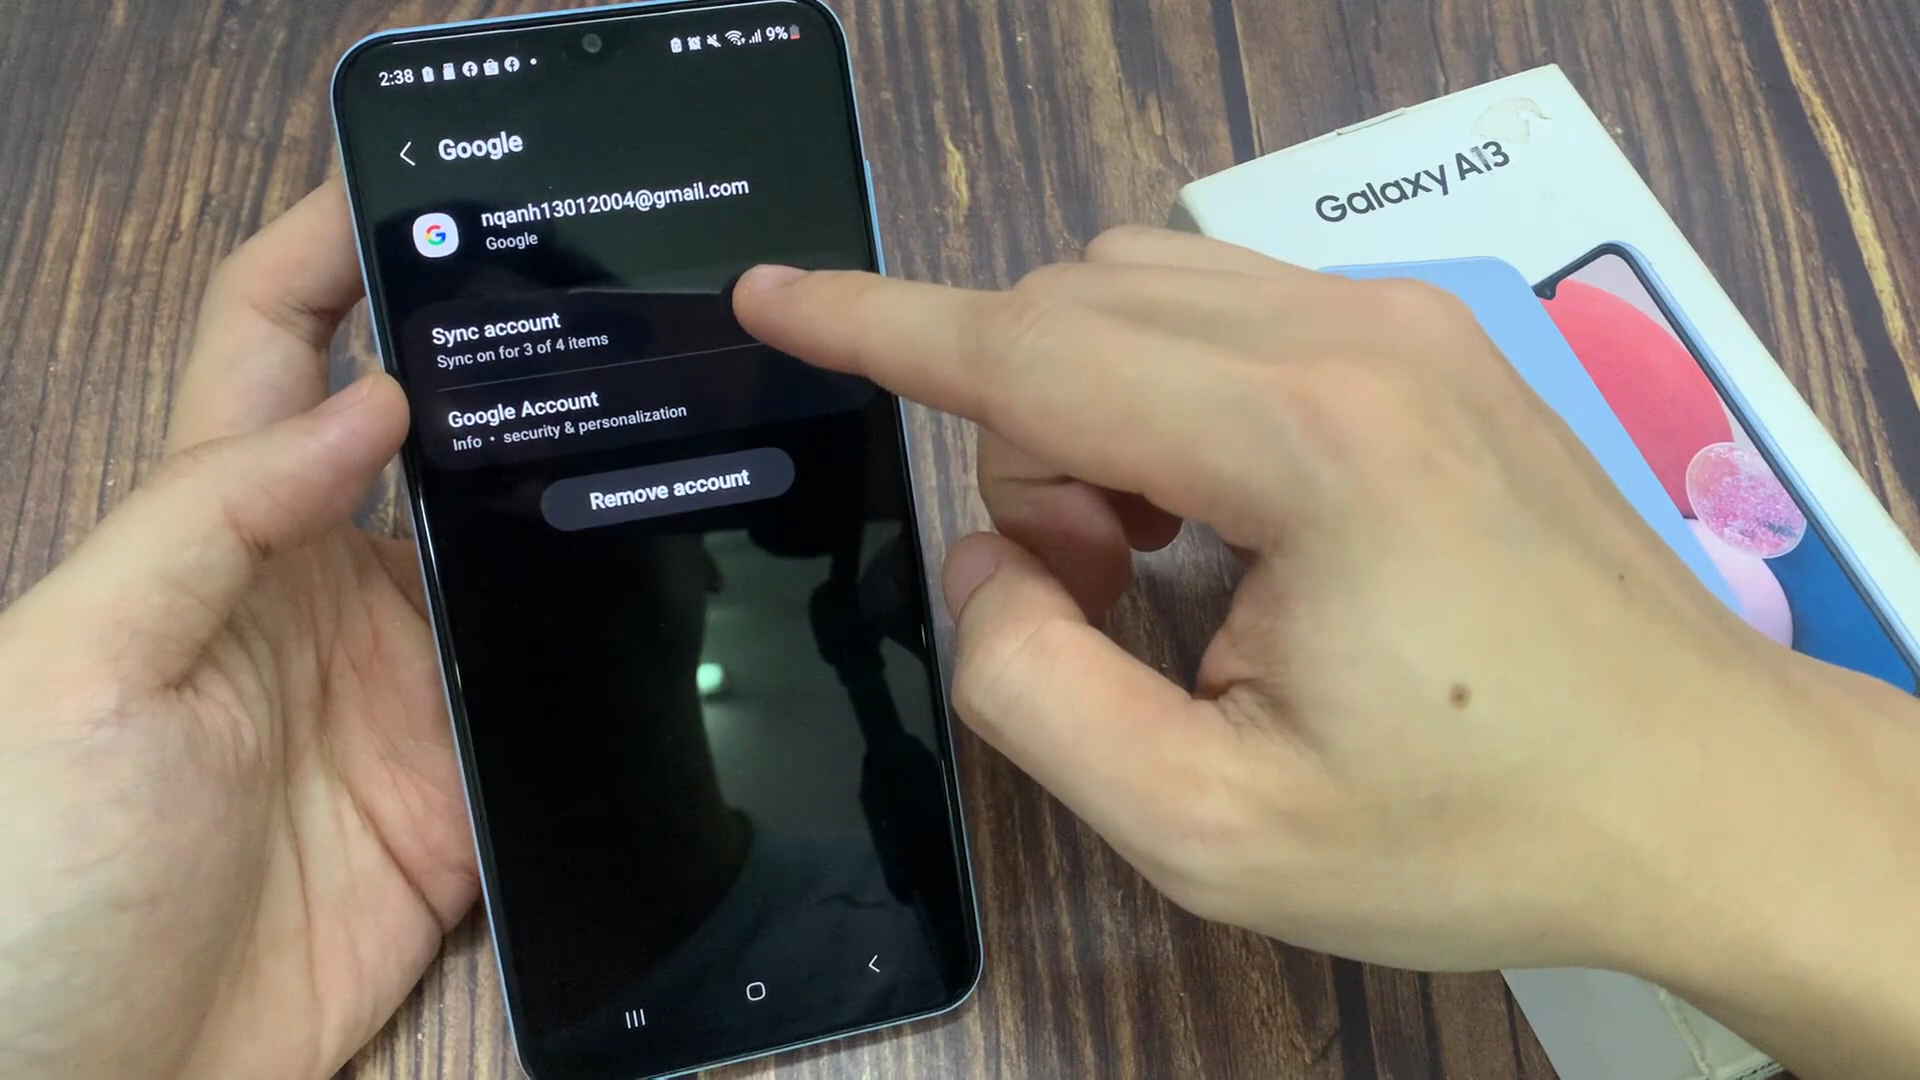 2:38
9%
Google
nqanh13012004@gmail.com
Google
Sync account
Sync on for 3 of 4 items
Google Account
Info • security & personalization
Remove account
Galaxy A13